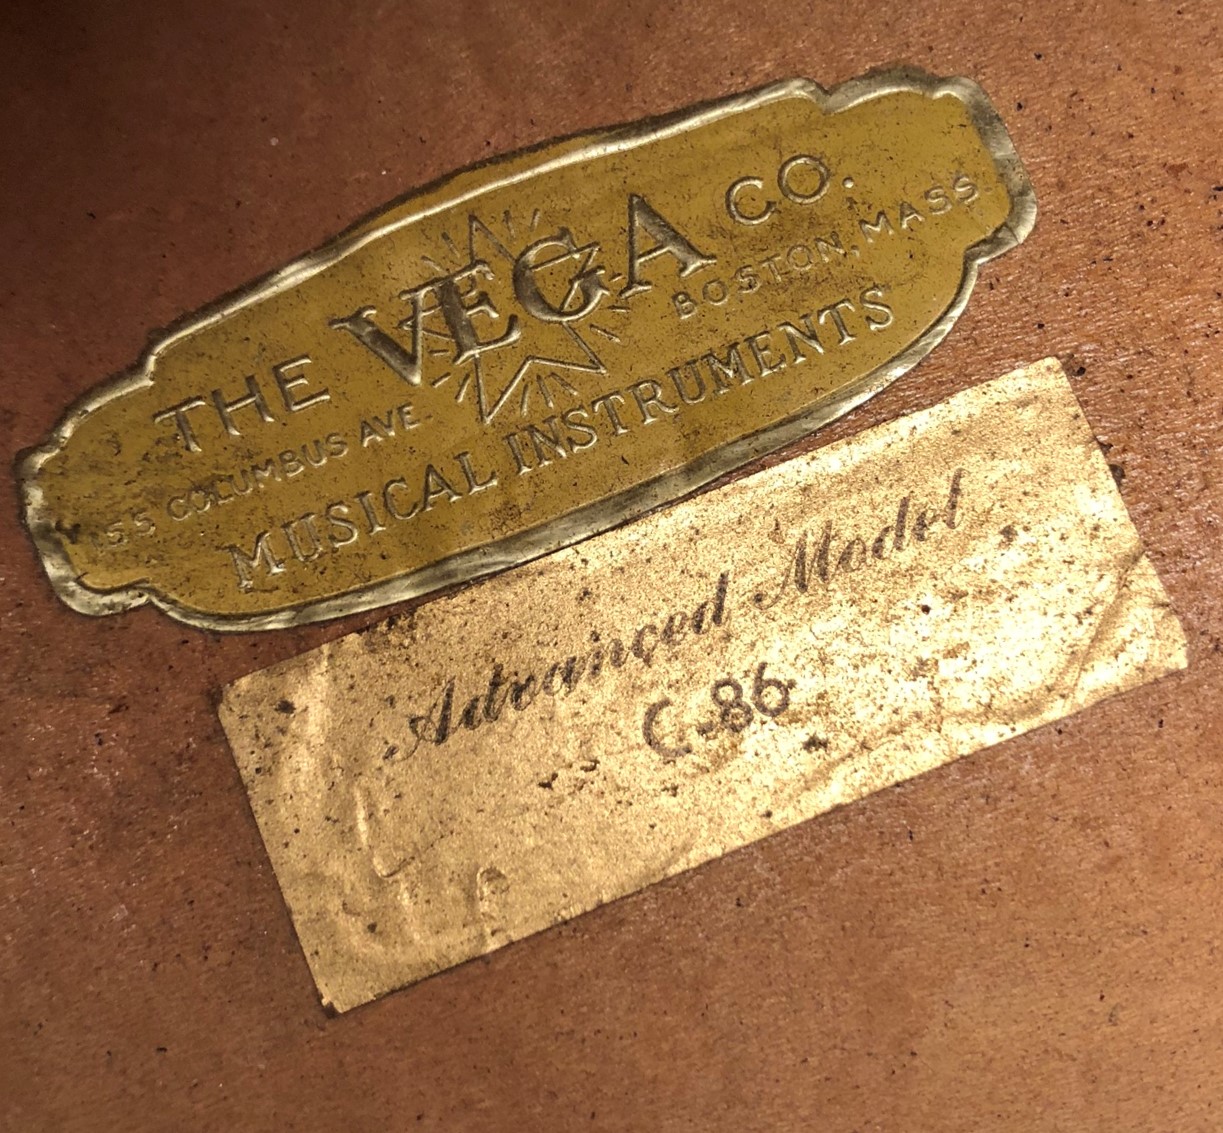 THE VEGA CO.
155 COLUMBUS AVE. BOSTON, MASS.
MUSICAL INSTRUMENTS
Advanced Model
C-86